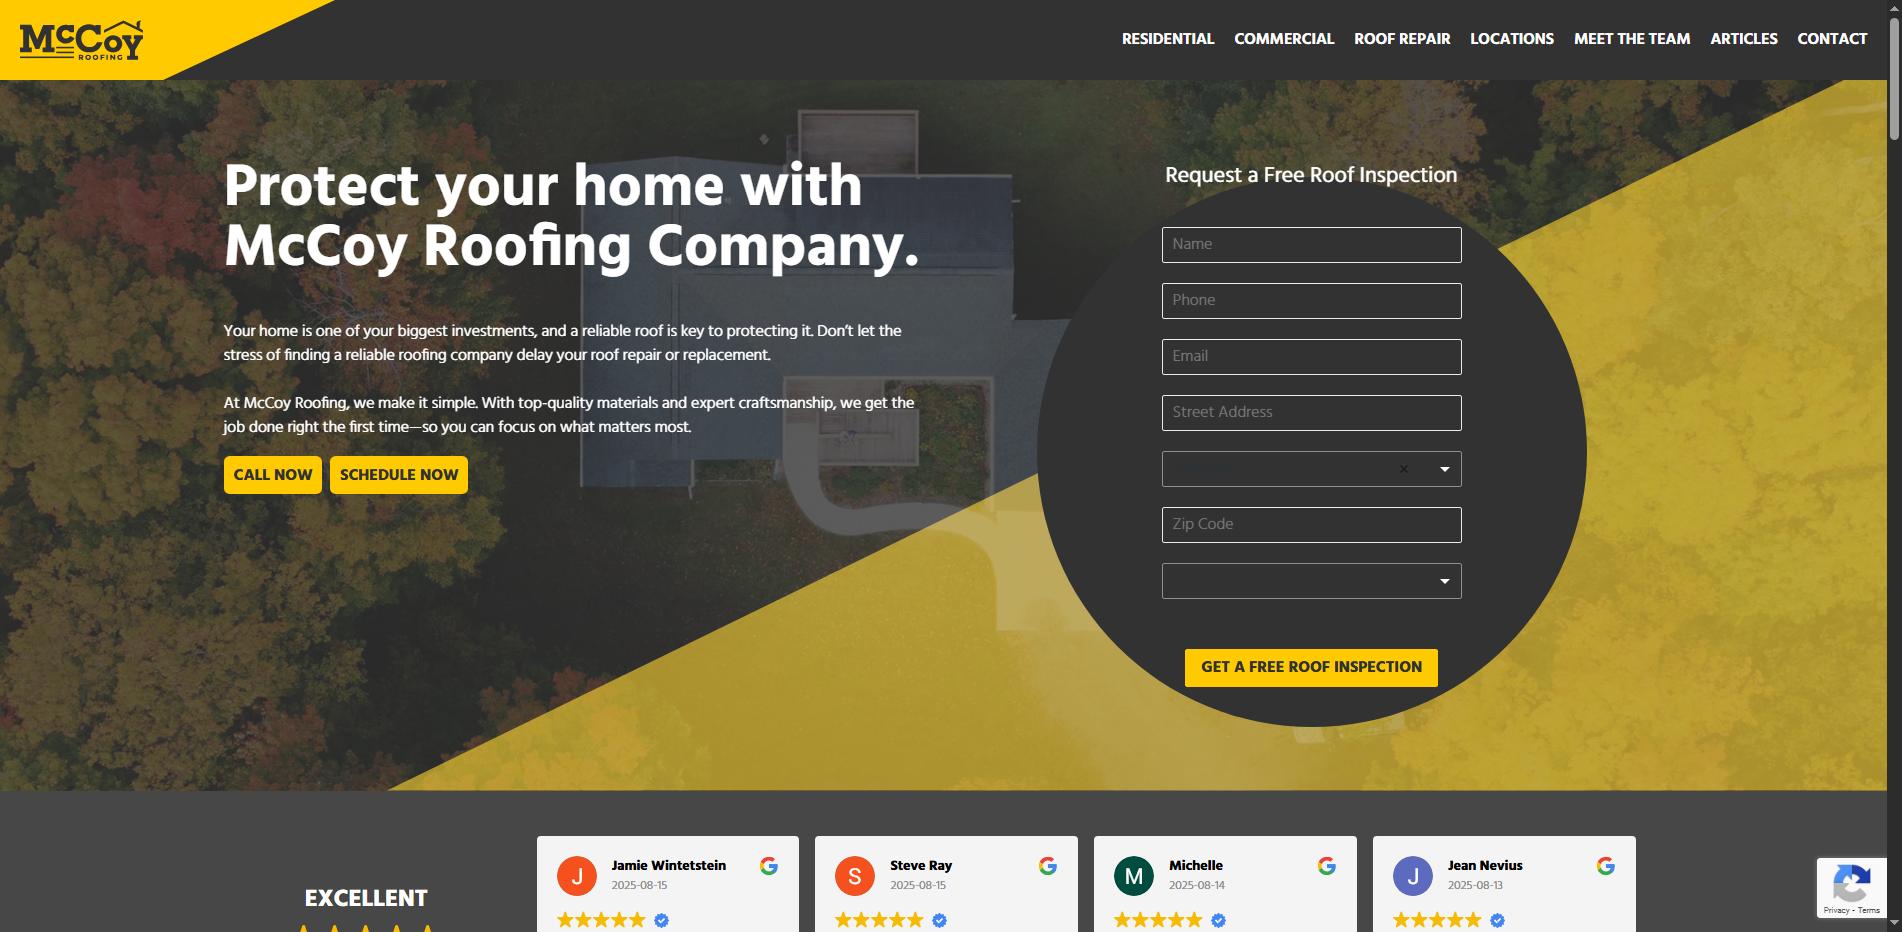 McCoy
ROOFING
RESIDENTIAL
COMMERCIAL
ROOF REPAIR
LOCATIONS
MEET THE TEAM
ARTICLES
CONTACT
Protect your home with
McCoy Roofing Company.
Your home is one of your biggest investments, and a reliable roof is key to protecting it. Don't let the
stress of finding a reliable roofing company delay your roof repair or replacement.
At McCoy Roofing, we make it simple. With top-quality materials and expert craftsmanship, we get the
job done right the first time—so you can focus on what matters most.
CALL NOW
SCHEDULE NOW
Request a Free Roof Inspection
Name
Phone
Email
Street Address
×
Zip Code
GET A FREE ROOF INSPECTION
EXCELLENT
J
Jamie Wintetstein
2025-08-15
S
Steve Ray
2025-08-15
M
Michelle
2025-08-14
J
Jean Nevius
2025-08-13
Privacy - Terms